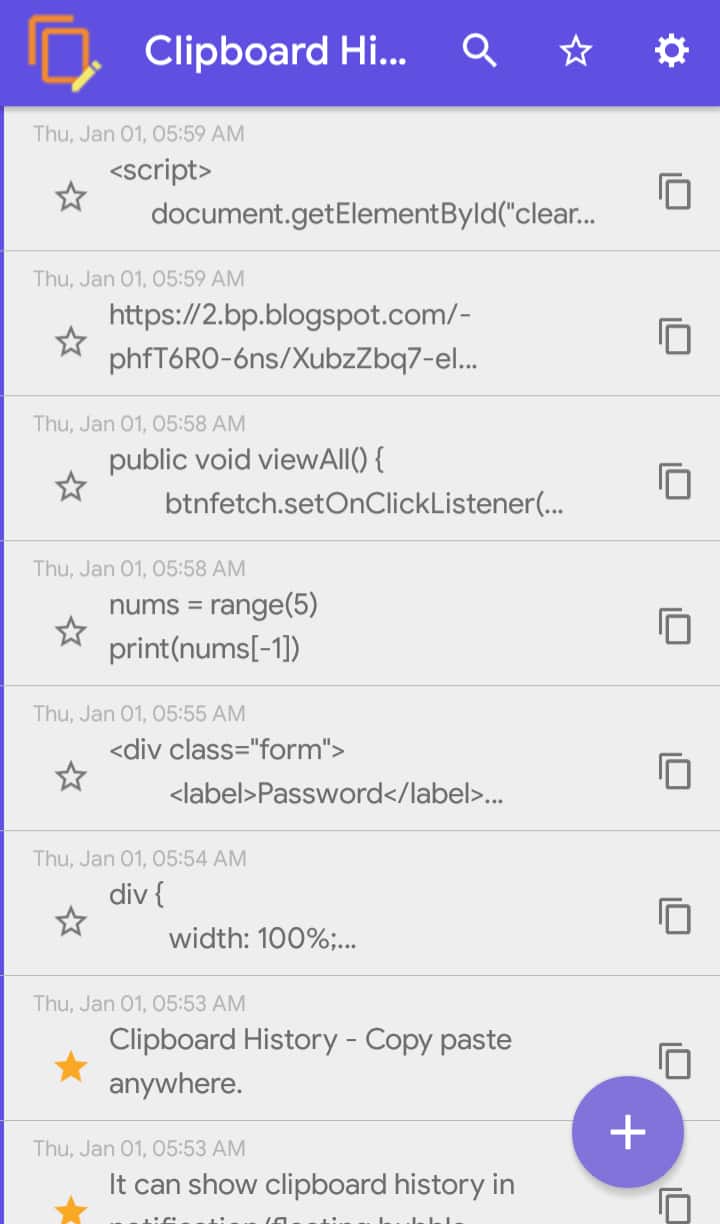 Clipboard Hi...
Thu, Jan 01, 05:59 AM
<script>
document.getElementById("clear...
Thu, Jan 01, 05:59 AM
https://2.bp.blogspot.com/-
phfT6R0-6ns/XubzZbq7-eI...
Thu, Jan 01, 05:58 AM
public void viewAll() {
btnfetch.setOnClickListener(...
Thu, Jan 01, 05:58 AM
nums = range(5)
print(nums[-1])
Thu, Jan 01, 05:55 AM
<div class="form">
<label>Password</label>...
Thu, Jan 01, 05:54 AM
div {
width: 100%;...
Thu, Jan 01, 05:53 AM
Clipboard History - Copy paste
anywhere.
Thu, Jan 01, 05:53 AM
It can show clipboard history in
notification/floating bubble